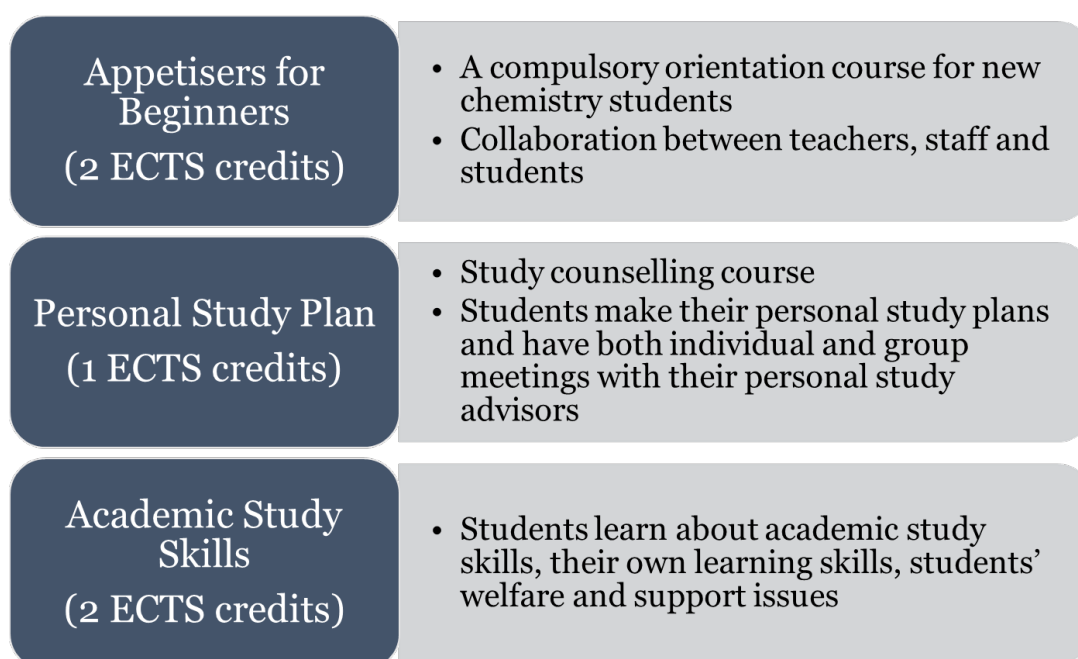 Appetisers for
Beginners
(2 ECTS credits)
• A compulsory orientation course for new
chemistry students
• Collaboration between teachers, staff and
students
Personal Study Plan
(1 ECTS credits)
• Study counselling course
• Students make their personal study plans
and have both individual and group
meetings with their personal study
advisors
Academic Study
Skills
(2 ECTS credits)
• Students learn about academic study
skills, their own learning skills, students’
welfare and support issues